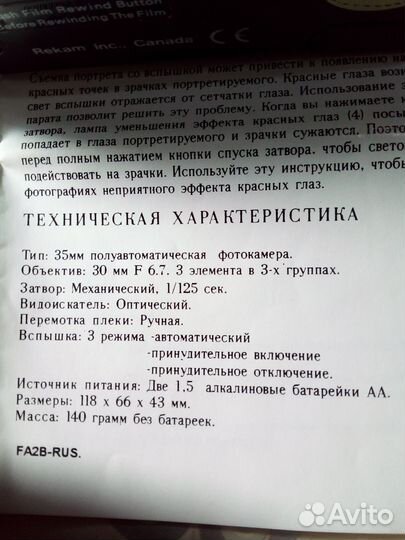 sh Film Rewind Button
Before Rewinding The Film.
Rekam Inc., Canada CE
Съемка портрета со вспышкой может привести к появлению на
красных точек в зрачках портретируемого. Красные глаза вози
свет вспышки отражается от сетчатки глаза. Использование
парата позволит решить эту проблему. Когда вы нажимаете к
затвора, лампа уменьшения эффекта красных глаз (4) посы
попадает в глаза портретируемого и зрачки сужаются. Поэто
перед полным нажатием кнопки спуска затвора, чтобы свето
подействовать на зрачки. Используйте эту инструкцию, чтобы
фотографиях неприятного эффекта красных глаз.
ТЕХНИЧЕСКАЯ ХАРАКТЕРИСТИКА
Тип: 35мм полуавтоматическая фотокамера.
Объектив: 30 мм F 6.7, 3 элемента в 3-х группах.
Затвор: Механический, 1/125 сек.
Видоискатель: Оптический.
Перемотка плеки: Ручная.
Вспышка: 3 режима -автоматический
-принудительное включение
-принудительное отключение.
Источник питания: Две 1,5 алкалиновые батарейки АА.
Размеры: 118 x 66 x 43 мм.
Масса: 140 грамм без батареек.
FA2B-RUS.
Avito